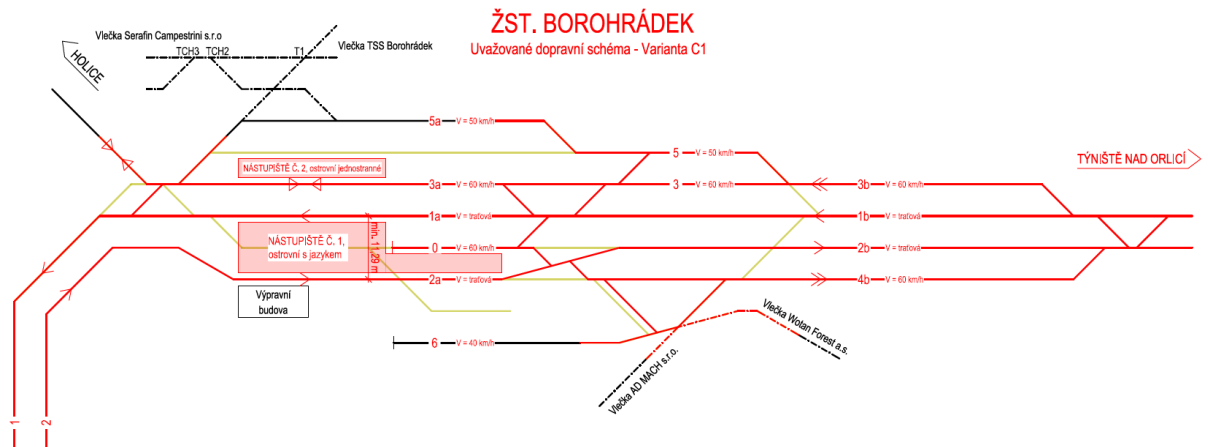 ŽST. BOROHRÁDEK
Uvažované dopravní schéma - Varianta C1
Vlečka Serafin Campestrini s.r.o
Vlečka TSS Borohrádek
HOLICE
TCH3
TCH2
T1
5a V = 50 km/h
5 V = 50 km/h
TÝNIŠTĚ NAD ORLICÍ
NÁSTUPIŠTĚ Č. 2, ostrovní jednostranné
3a V = 60 km/h
3 V = 60 km/h
3b V = 60 km/h
1a V = traťová
1b V = traťová
NÁSTUPIŠTĚ Č. 1,
ostrovní s jazykem
min. 11,29 m
0 V = 60 km/h
2b V = traťová
2a V = traťová
4b V = 60 km/h
Výpravní
budova
6 V = 40 km/h
Vlečka Wotan Forest a.s.
Vlečka AD MACH s.r.o.
1
2